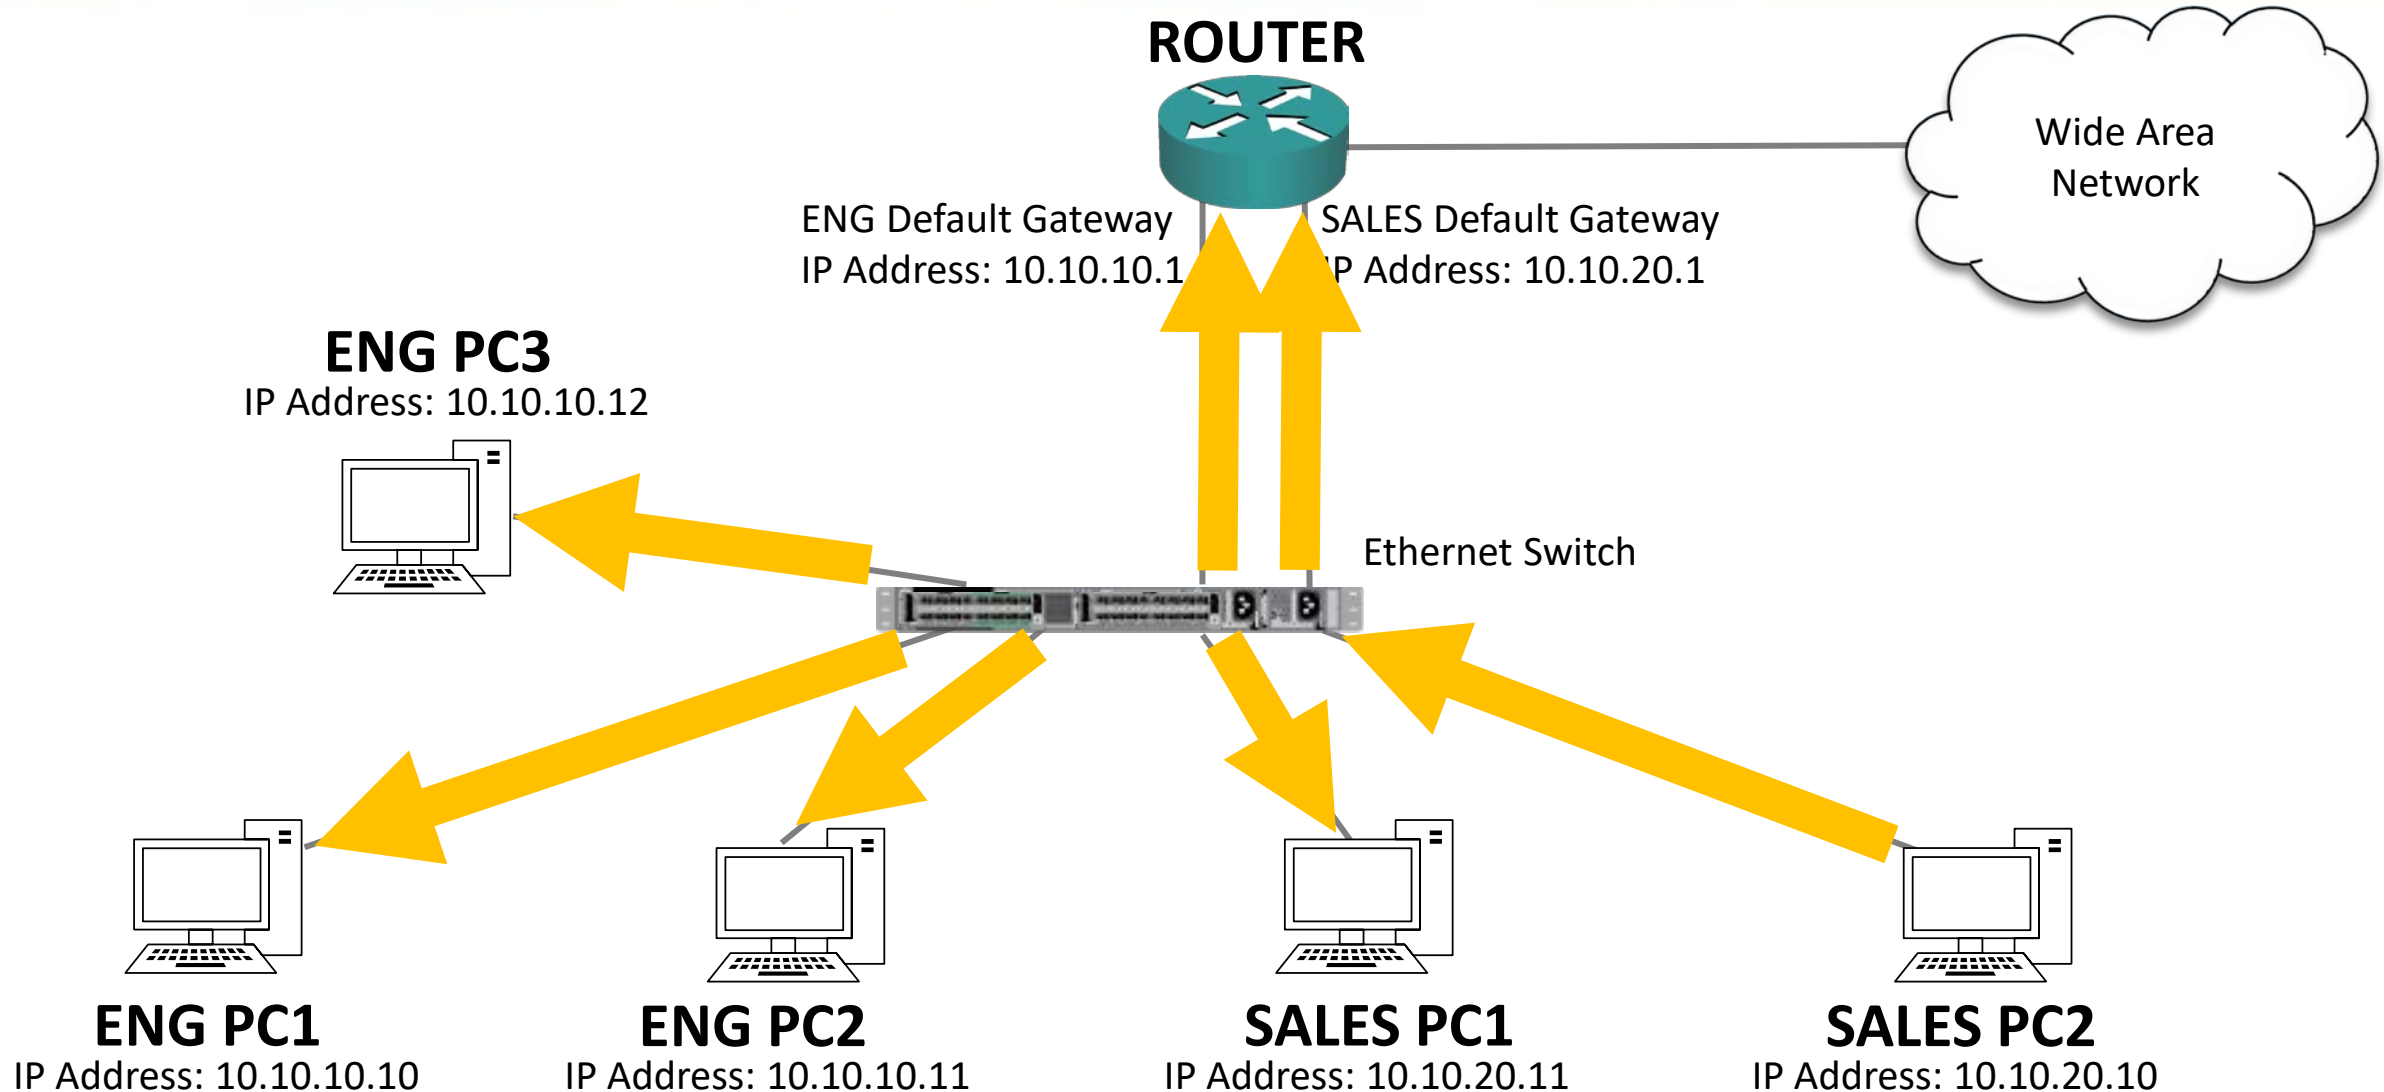 ROUTER
Wide Area
Network
ENG Default Gateway
IP Address: 10.10.10.1
SALES Default Gateway
IP Address: 10.10.20.1
ENG PC3
IP Address: 10.10.10.12
Ethernet Switch
ENG PC1
IP Address: 10.10.10.10
ENG PC2
IP Address: 10.10.10.11
SALES PC1
IP Address: 10.10.20.11
SALES PC2
IP Address: 10.10.20.10